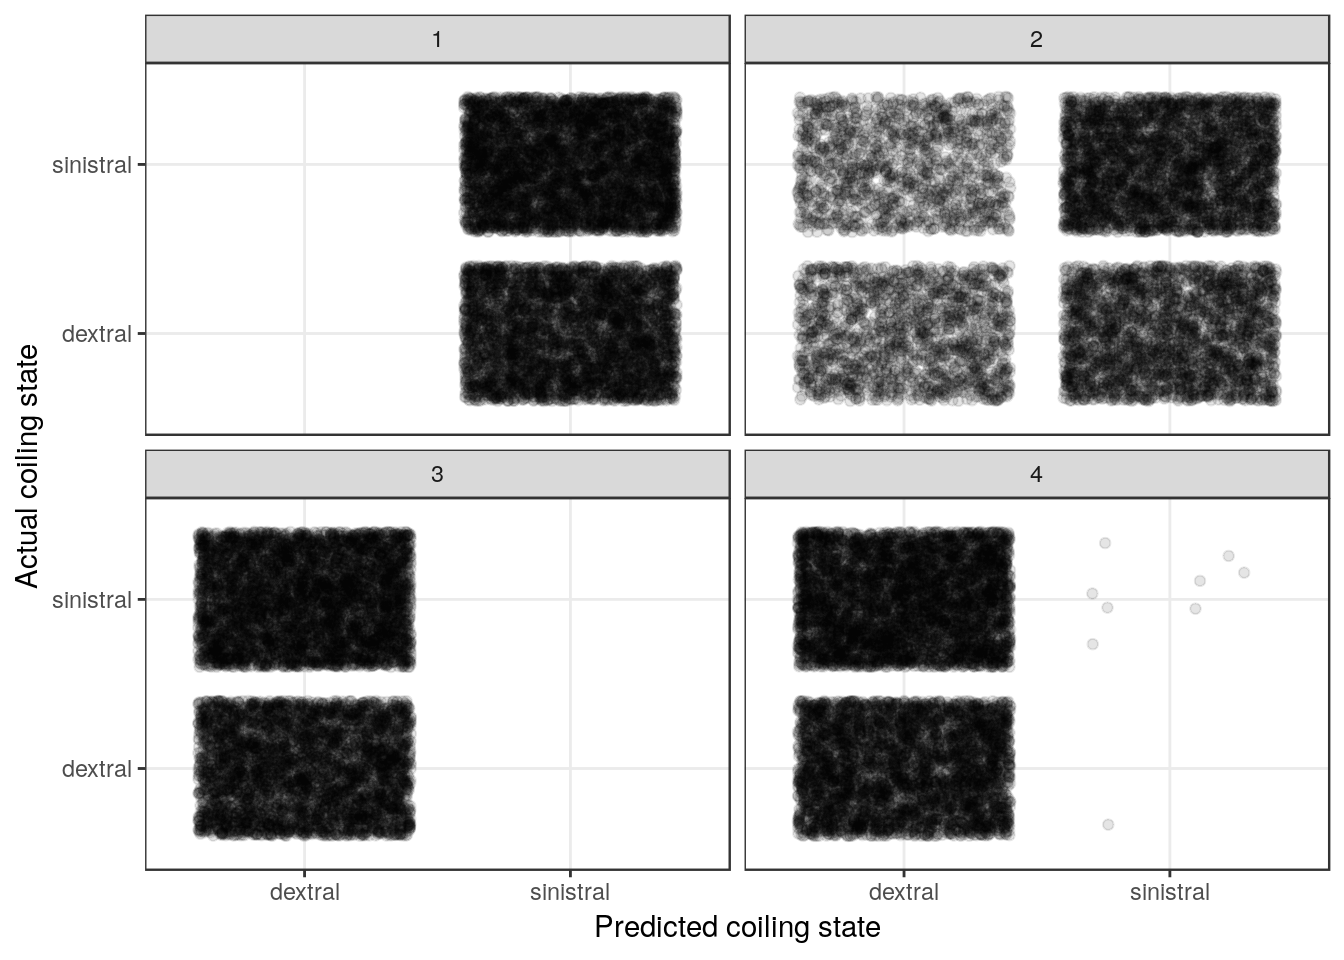 1
2
sinistral
dextral
3
4
sinistral
dextral
dextral
sinistral
dextral
sinistral
Predicted coiling state
Actual coiling state